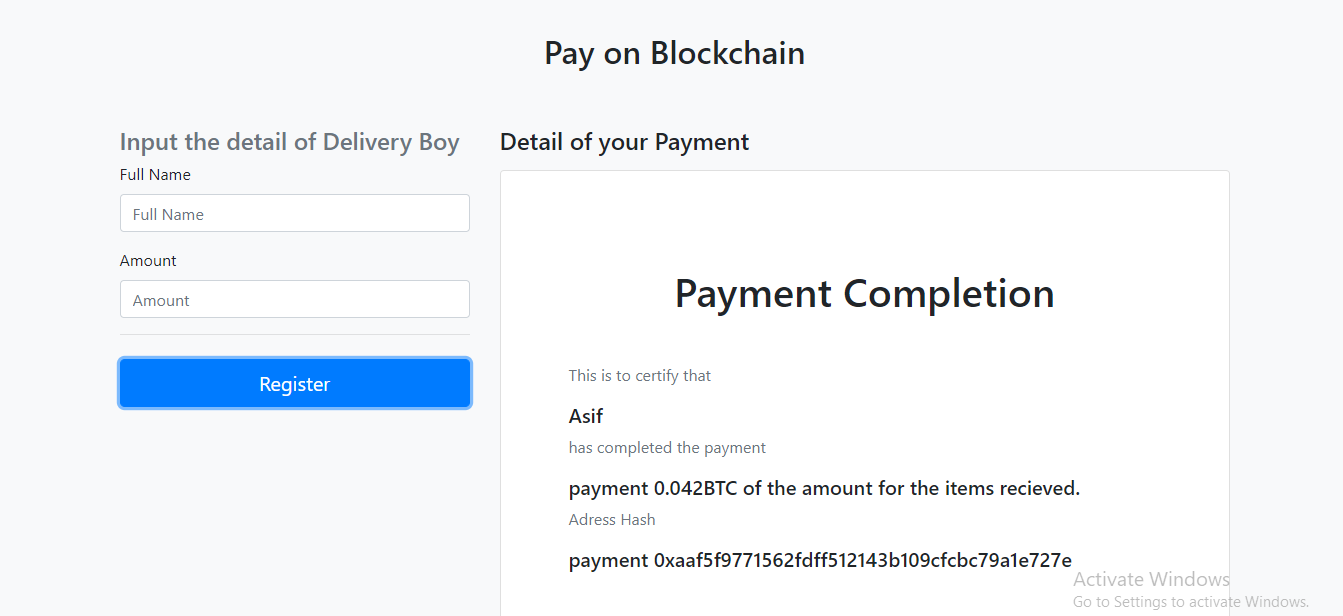 Pay on Blockchain
Input the detail of Delivery Boy
Full Name
Full Name
Amount
Amount
Register
Detail of your Payment
Payment Completion
This is to certify that
Asif
has completed the payment
payment 0.042BTC of the amount for the items recieved.
Adress Hash
payment 0xaaf5f9771562fdff512143b109cfcbc79a1e727e
Activate Windows
Go to Settings to activate Windows.